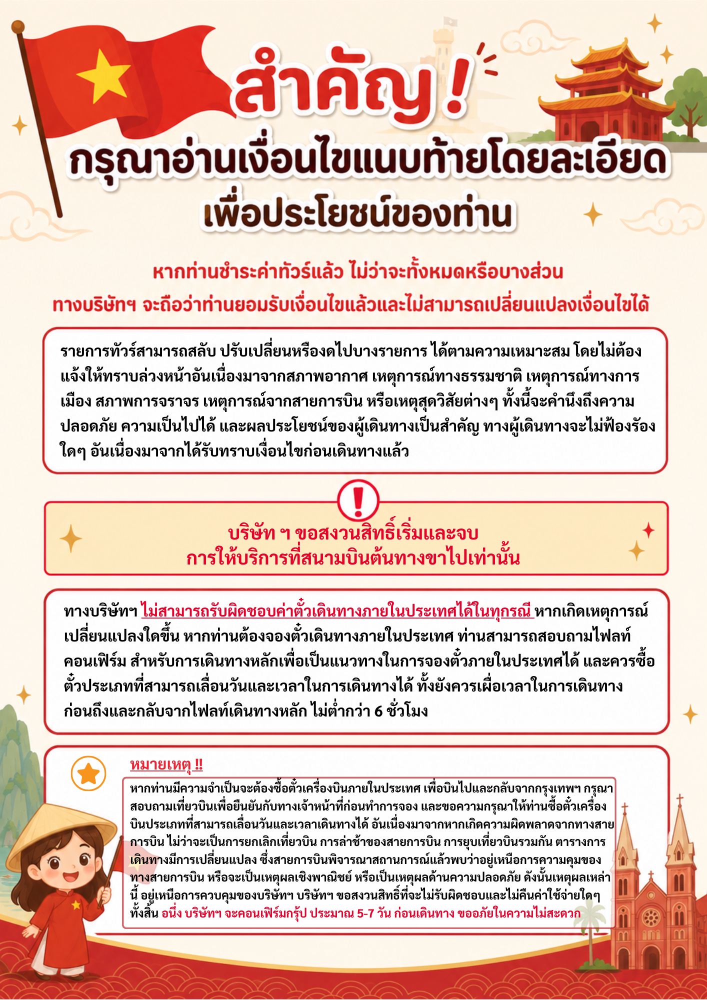 สำคัญ!
กรุณาอ่านเงื่อนไขแนบท้ายโดยละเอียด
เพื่อประโยชน์ของท่าน
หากท่านชำระค่าทัวร์แล้ว ไม่ว่าจะทั้งหมดหรือบางส่วน
ทางบริษัทฯ จะถือว่าท่านยอมรับเงื่อนไขแล้วและไม่สามารถเปลี่ยนแปลงเงื่อนไขได้
รายการทัวร์สามารถสลับ ปรับเปลี่ยนหรืองดไปบางรายการ ได้ตามความเหมาะสม โดยไม่ต้อง
แจ้งให้ทราบล่วงหน้าอันเนื่องมาจากสภาพอากาศ เหตุการณ์ทางธรรมชาติ เหตุการณ์ทางการ
เมือง สภาพการจราจร เหตุการณ์จากสายการบิน หรือเหตุสุดวิสัยต่างๆ ทั้งนี้จะคำนึงถึงความ
ปลอดภัย ความเป็นไปได้ และผลประโยชน์ของผู้เดินทางเป็นสำคัญ ทางผู้เดินทางจะไม่ฟ้องร้อง
ใดๆ อันเนื่องมาจากได้รับทราบเงื่อนไขก่อนเดินทางแล้ว
!
บริษัท ฯ ขอสงวนสิทธิ์เริ่มและจบ
การให้บริการที่สนามบินต้นทางขาไปเท่านั้น
ทางบริษัทฯ ไม่สามารถรับผิดชอบค่าตั๋วเดินทางภายในประเทศได้ในทุกรณี หากเกิดเหตุการณ์
เปลี่ยนแปลงใดขึ้น หากท่านต้องจองตั๋วเดินทางภายในประเทศ ท่านสามารถสอบถามไฟลท์
คอนเฟิร์ม สำหรับการเดินทางหลักเพื่อเป็นแนวทางในการจองตั๋วภายในประเทศได้ และควรซื้อ
ตั๋วประเภทที่สามารถเลื่อนวันและเวลาในการเดินทางได้ ทั้งยังควรเผื่อเวลาในการเดินทาง
ก่อนถึงและกลับจากไฟลท์เดินทางหลัก ไม่ต่ำกว่า 6 ชั่วโมง
หมายเหตุ !!
หากท่านมีความจำเป็นจะต้องซื้อตั๋วเครื่องบินภายในประเทศ เพื่อบินไปและกลับจากกรุงเทพฯ กรุณา
สอบถามเที่ยวบินเพื่อยืนยันกับทางเจ้าหน้าที่ก่อนทำการจอง และขอความกรุณาให้ท่านซื้อตั๋วเครื่อง
บินประเภทที่สามารถเลื่อนวันและเวลาเดินทางได้ อันเนื่องมาจากหากเกิดความผิดพลาดจากทางสาย
การบิน ไม่ว่าจะเป็นการยกเลิกเที่ยวบิน การล่าช้าของสายการบิน การยุบเที่ยวบินรวมกัน ตารางการ
เดินทางมีการเปลี่ยนแปลง ซึ่งสายการบินพิจารณาสถานการณ์แล้วพบว่าอยู่เหนือการความคุมของ
ทางสายการบิน หรือจะเป็นเหตุผลเชิงพาณิชย์ หรือเป็นเหตุผลด้านความปลอดภัย ดังนั้นเหตุผลเหล่า
นี้ อยู่เหนือการควบคุมของบริษัทฯ บริษัทฯ ขอสงวนสิทธิ์ที่จะไม่รับผิดชอบและไม่คืนค่าใช้จ่ายใดๆ
ทั้งสิ้น อนึ่ง บริษัทฯ จะคอนเฟิร์มกรุ้ป ประมาณ 5-7 วัน ก่อนเดินทาง ขออภัยในความไม่สะดวก